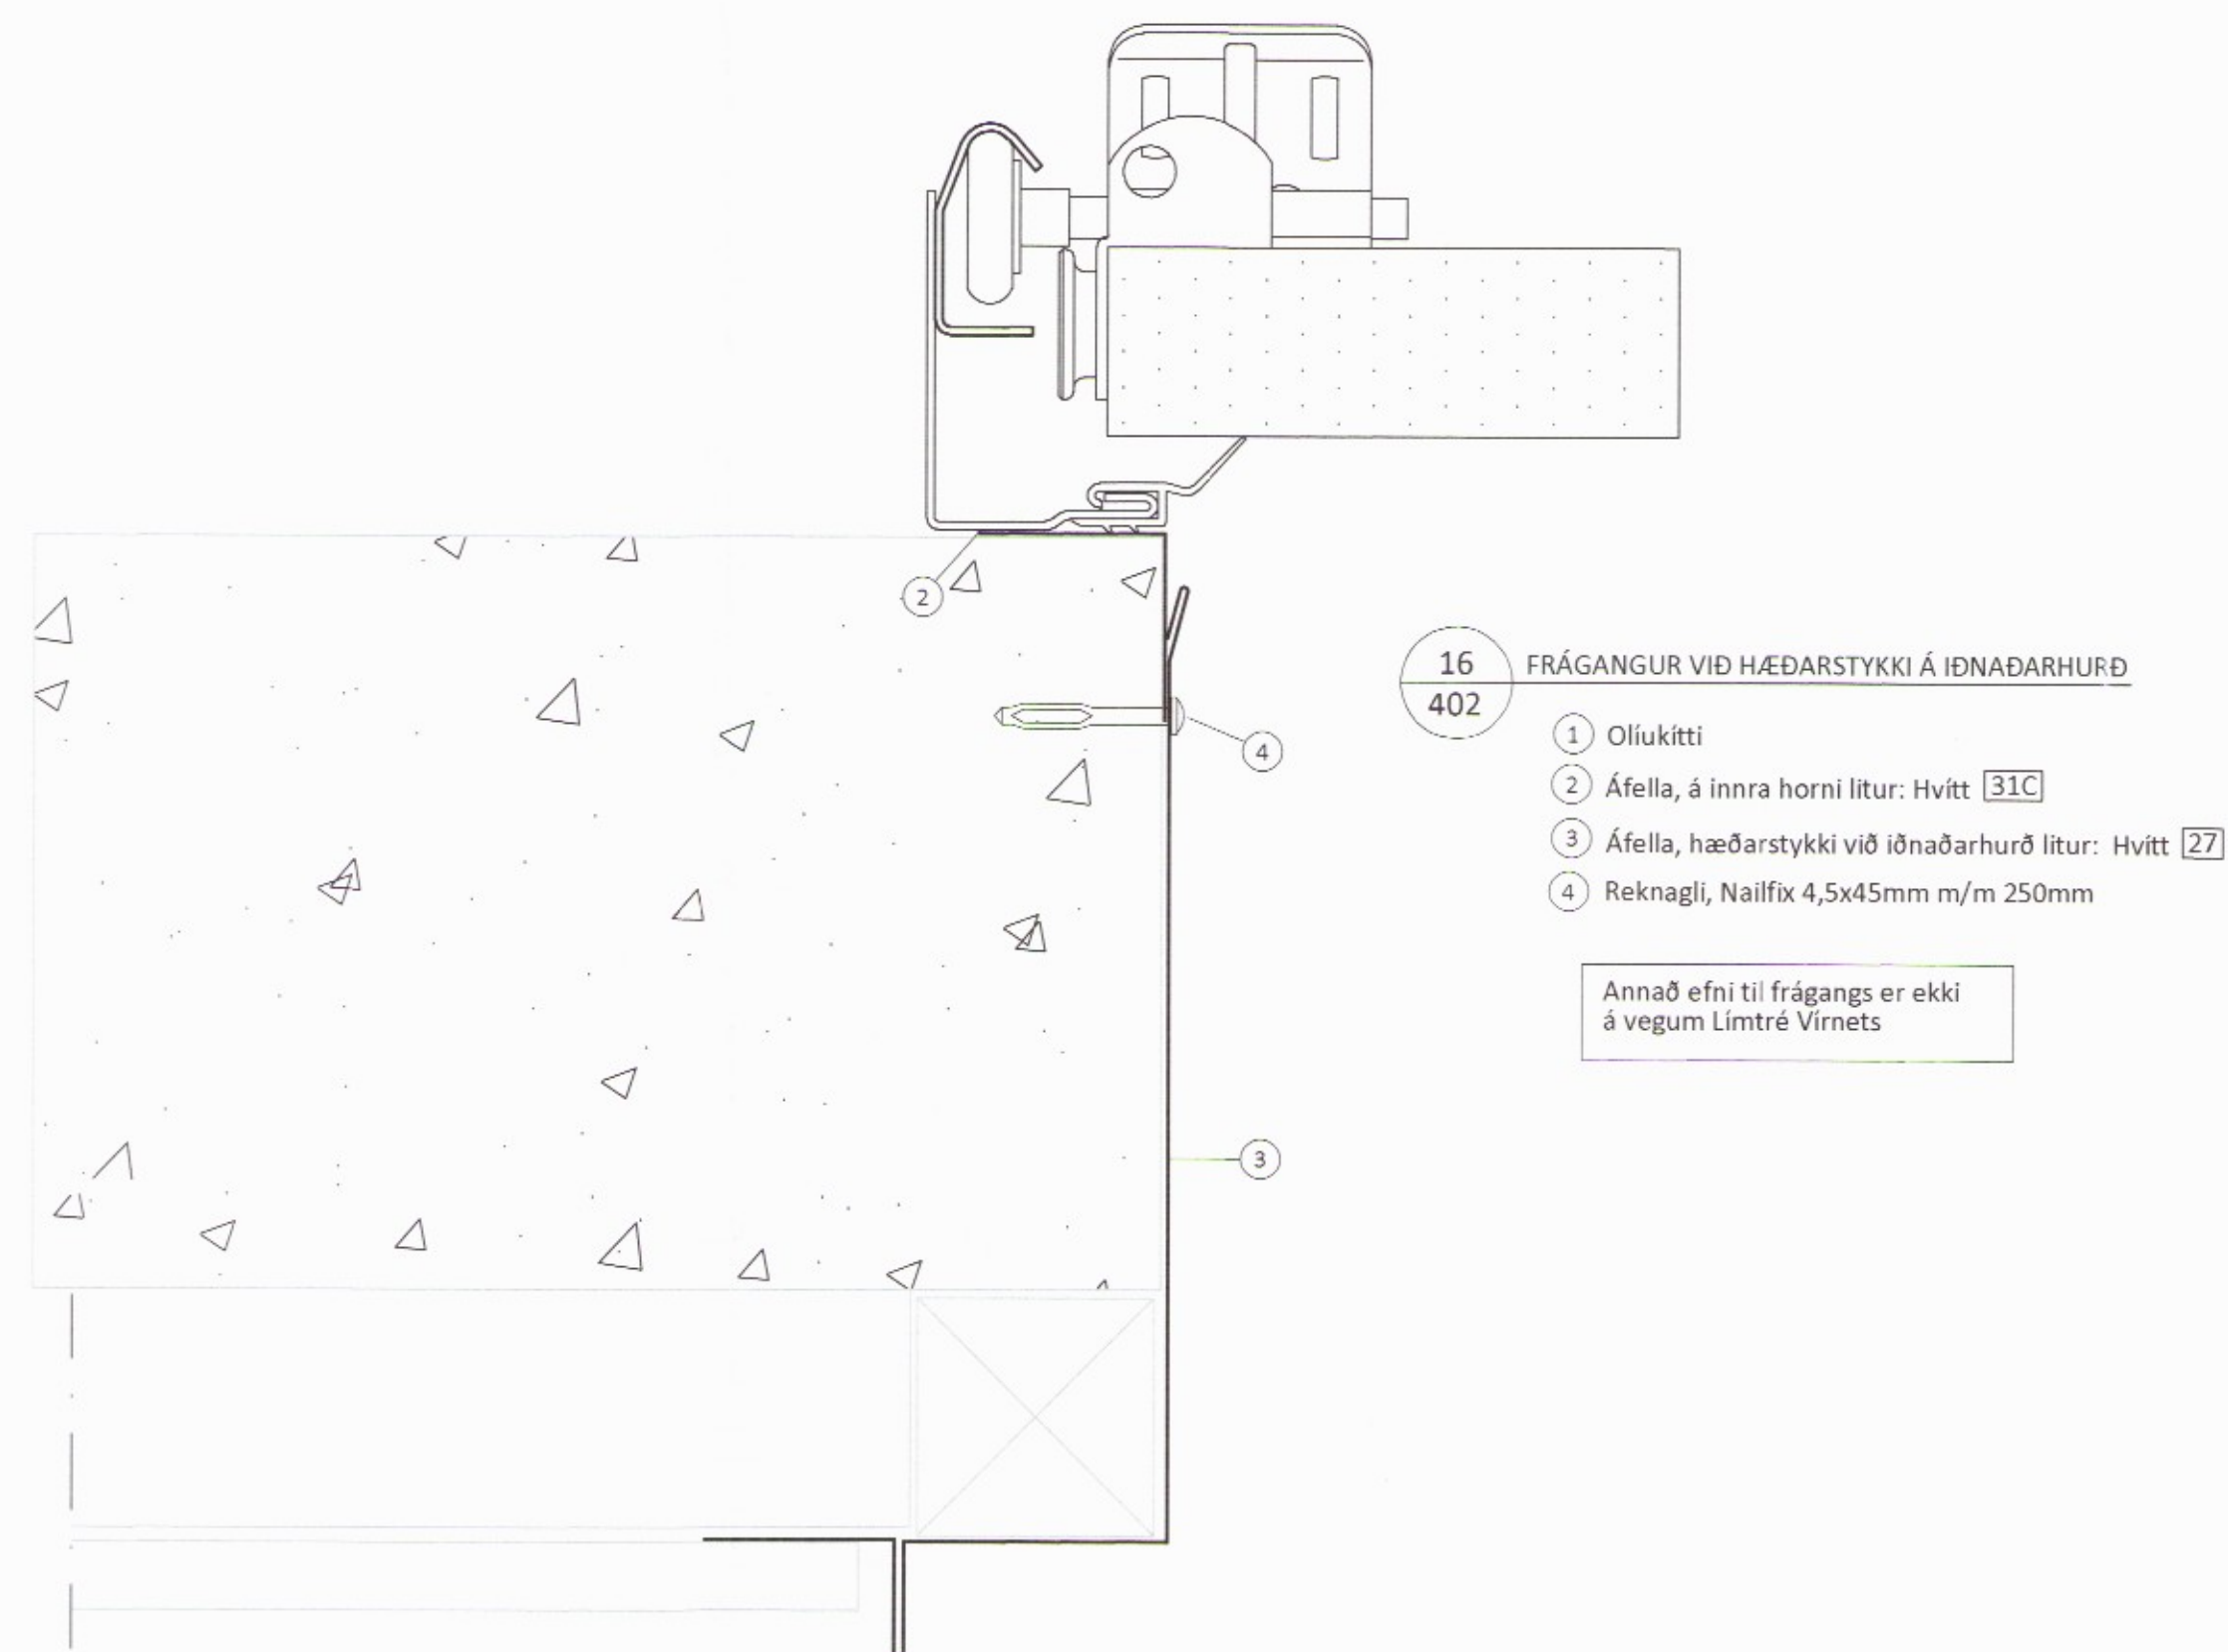 2
4
3
16
402
FRÁGANGUR VIÐ HÆÐARSTYKKI Á IÐNAÐARHURÐ
1 Olíukítti
2 Áfella, á innra horni litur: Hvítt 31C
3 Áfella, hæðarstykki við iðnaðarhurð litur: Hvítt 27
4 Reknagli, Nailfix 4,5x45mm m/m 250mm
Annað efni til frágangs er ekki
á vegum Límtré Vírnets